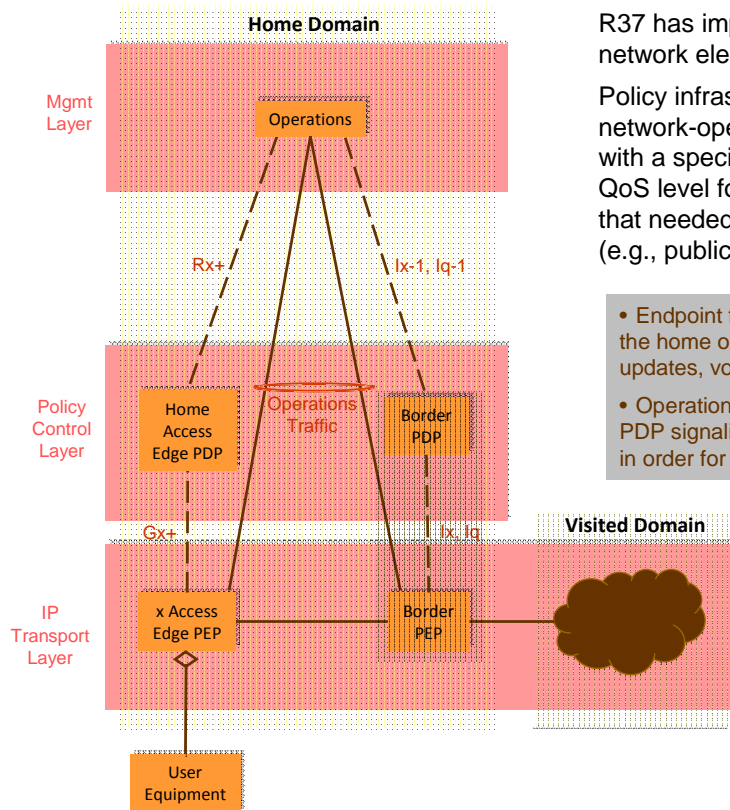 Home Domain
Mgmt
Layer
Operations
Rx+
Ix-1, Iq-1
Policy
Control
Layer
Home
Access
Edge PDP
Operations
Traffic
Border
PDP
Gx+
Ix, Iq
Visited Domain
IP
Transport
Layer
x Access
Edge PEP
Border
PEP
User
Equipment
R37 has imp
network ele
Policy infras
network-ope
with a speci
QoS level fo
that needed
(e.g., public
• Endpoint t
the home o
updates, vo
• Operation
PDP signali
in order for